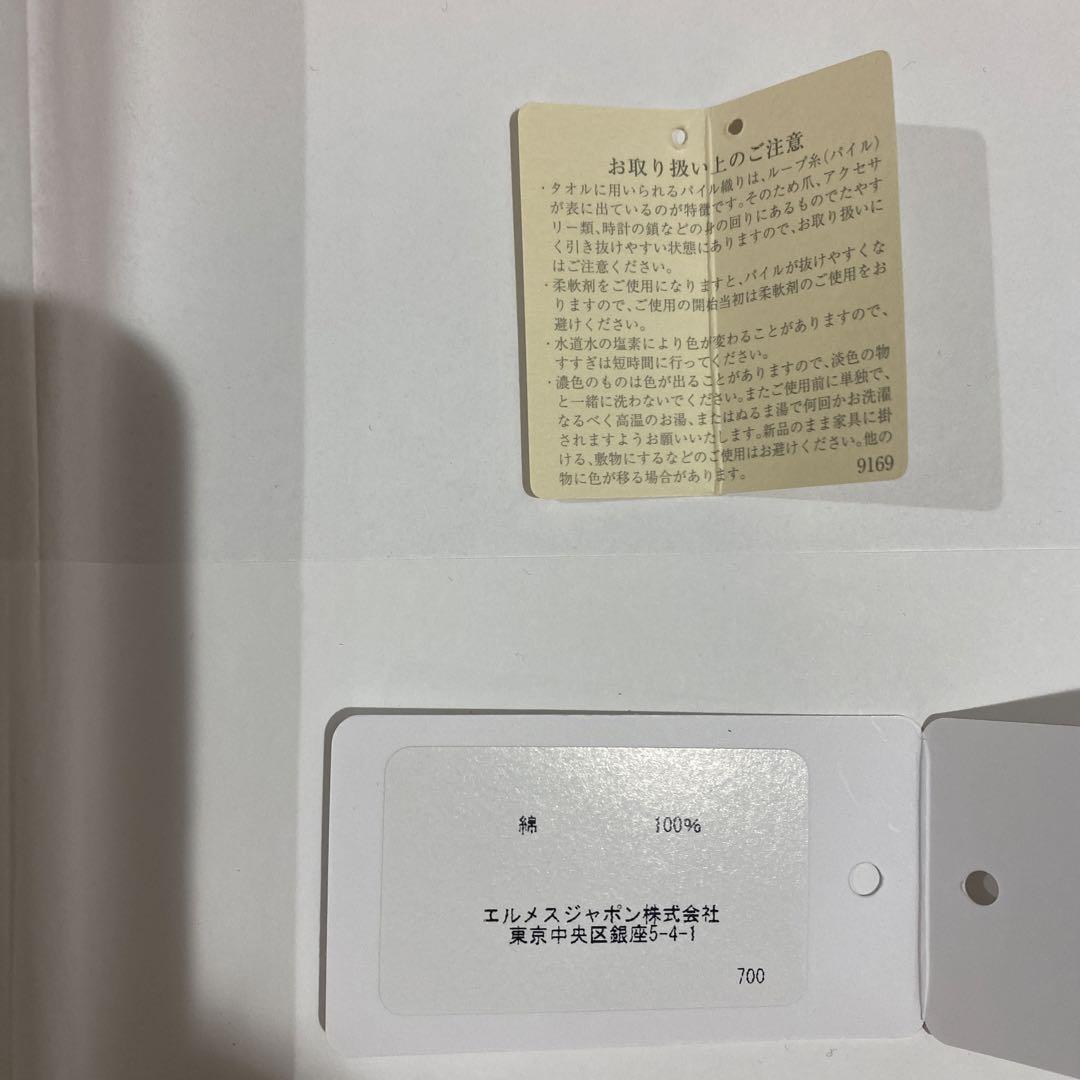 お取り扱い上のご注意
・タオルに用いられるパイル織りは、ループ糸(パイル)
が表に出ているのが特徴です。そのため爪、アクセサ
リー類、時計の鎖などの身の回りにあるものでたやす
く引き抜けやすい状態にありますので、お取り扱いに
はご注意ください。
・柔軟剤をご使用になりますと、パイルが抜けやすくな
りますので、ご使用の開始当初は柔軟剤のご使用をお
避けください。
・水道水の塩素により色が変わることがありますので、
すすぎは短時間に行ってください。
・濃色のものは色が出ることがありますので、淡色の物
と一緒に洗わないでください。またご使用前に単独で、
なるべく高温のお湯、またはぬるま湯で何回かお洗濯
されますようお願いいたします。新品のまま家具に掛
ける、敷物にするなどのご使用はお避けください。他の
物に色が移る場合があります。
9169
綿 100%
エルメスジャポン株式会社
東京中央区銀座5-4-1
700